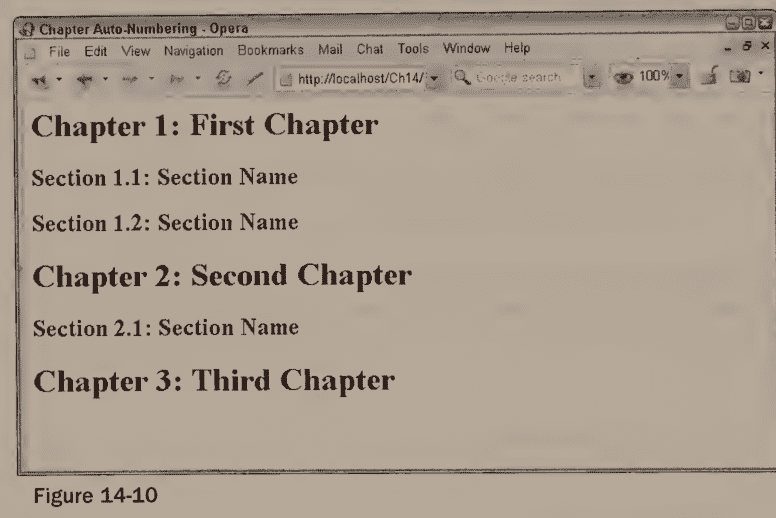 Chapter Auto-Numbering - Opera
File Edit View Navigation Bookmarks Mail Chat Tools Window Help
http://localhost/Ch14/ Google search 100%
Chapter 1: First Chapter
Section 1.1: Section Name
Section 1.2: Section Name
Chapter 2: Second Chapter
Section 2.1: Section Name
Chapter 3: Third Chapter
Figure 14-10